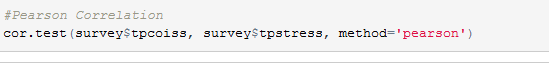 #Pearson Correlation
cor.test(survey$tpcoiss, survey$tpstress, method='pearson')